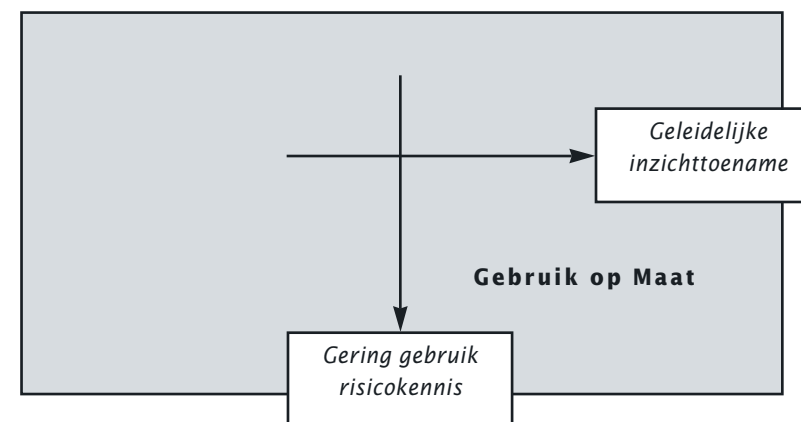 Geleidelijke
inzichttoename
Gebruik op Maat
Gering gebruik
risicokennis